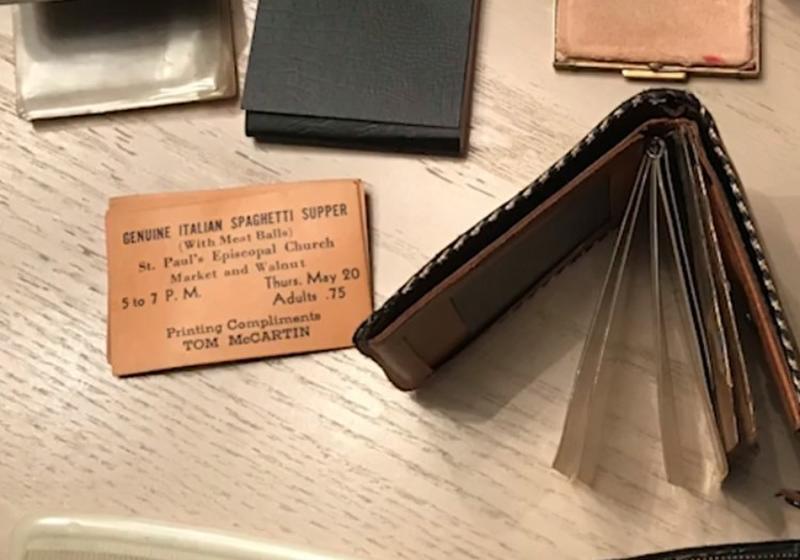 GENUINE ITALIAN SPAGHETTI SUPPER
(With Meat Balls)
St. Paul's Episcopal Church
Market and Walnut
5 to 7 P. M. Thurs. May 20
Adults .75
Printing Compliments
TOM McCARTIN